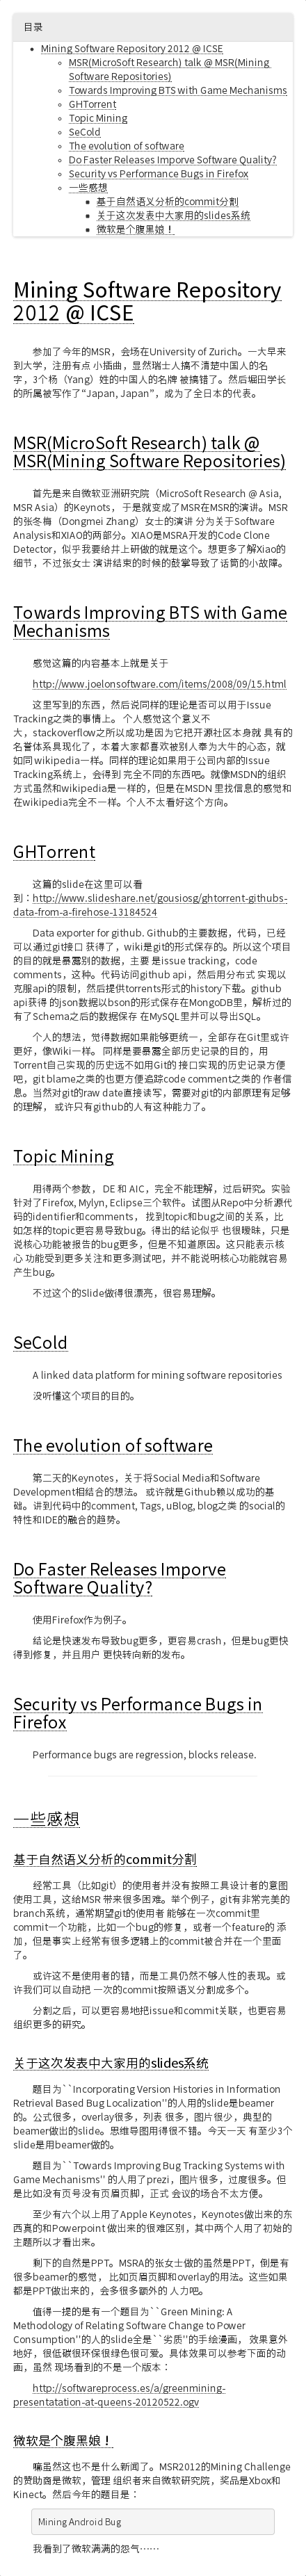 目录
Mining Software Repository 2012 @ ICSE
MSR(MicroSoft Research) talk @ MSR(Mining
Software Repositories)
Towards Improving BTS with Game Mechanisms
GHTorrent
Topic Mining
SeCold
The evolution of software
Do Faster Releases Imporve Software Quality?
Security vs Performance Bugs in Firefox
一些感想
基于自然语义分析的commit分割
关于这次发表中大家用的slides系统
微软是个腹黑娘！
Mining Software Repository
2012 @ ICSE
参加了今年的MSR，会场在University of Zurich。一大早来
到大学，注册有点 小插曲，显然瑞士人搞不清楚中国人的名
字，3个杨（Yang）姓的中国人的名牌 被搞错了。然后堀田学长
的所属被写作了“Japan, Japan”，成为了全日本的代表。
MSR(MicroSoft Research) talk @
MSR(Mining Software Repositories)
首先是来自微软亚洲研究院（MicroSoft Research @ Asia,
MSR Asia）的Keynots，于是就变成了MSR在MSR的演讲。MSR
的张冬梅（Dongmei Zhang）女士的演讲 分为关于Software
Analysis和XIAO的两部分。XIAO是MSRA开发的Code Clone
Detector，似乎我要给井上研做的就是这个。想更多了解Xiao的
细节，不过张女士 演讲结束的时候的鼓掌导致了话筒的小故障。
Towards Improving BTS with Game
Mechanisms
感觉这篇的内容基本上就是关于
http://www.joelonsoftware.com/items/2008/09/15.html
这里写到的东西，然后说同样的理论是否可以用于Issue
Tracking之类的事情上。 个人感觉这个意义不
大，stackoverflow之所以成功是因为它把开源社区本身就 具有的
名誉体系具现化了，本着大家都喜欢被别人奉为大牛的心态，就
如同 wikipedia一样。同样的理论如果用于公司内部的Issue
Tracking系统上，会得到 完全不同的东西吧。就像MSDN的组织
方式虽然和wikipedia是一样的，但是在MSDN 里找信息的感觉和
在wikipedia完全不一样。个人不太看好这个方向。
GHTorrent
这篇的slide在这里可以看
到：http://www.slideshare.net/gousiosg/ghtorrent-githubs-
data-from-a-firehose-13184524
Data exporter for github. Github的主要数据，代码，已经
可以通过git接口 获得了，wiki是git的形式保存的。所以这个项目
的目的就是暴露别的数据，主要 是issue tracking，code
comments，这种。代码访问github api，然后用分布式 实现以
克服api的限制，然后提供torrents形式的history下载。github
api获得 的json数据以bson的形式保存在MongoDB里，解析过的
有了Schema之后的数据保存 在MySQL里并可以导出SQL。
个人的想法，觉得数据如果能够更统一，全部存在Git里或许
更好，像Wiki一样。 同样是要暴露全部历史记录的目的，用
Torrent自己实现的历史远不如用Git的 接口实现的历史记录方便
吧，git blame之类的也更方便追踪code comment之类的 作者信
息。当然对git的raw date直接读写，需要对git的内部原理有足够
的理解， 或许只有github的人有这种能力了。
Topic Mining
用得两个参数， DE 和 AIC，完全不能理解，过后研究。实验
针对了Firefox, Mylyn, Eclipse三个软件。试图从Repo中分析源代
码的identifier和comments， 找到topic和bug之间的关系，比
如怎样的topic更容易导致bug。得出的结论似乎 也很暧昧，只是
说核心功能被报告的bug更多，但是不知道原因。这只能表示核
心 功能受到更多关注和更多测试吧，并不能说明核心功能就容易
产生bug。
不过这个的Slide做得很漂亮，很容易理解。
SeCold
A linked data platform for mining software repositories
没听懂这个项目的目的。
The evolution of software
第二天的Keynotes，关于将Social Media和Software
Development相结合的想法。 或许就是Github赖以成功的基
础。讲到代码中的comment, Tags, uBlog, blog之类 的social的
特性和IDE的融合的趋势。
Do Faster Releases Imporve
Software Quality?
使用Firefox作为例子。
结论是快速发布导致bug更多，更容易crash，但是bug更快
得到修复，并且用户 更快转向新的发布。
Security vs Performance Bugs in
Firefox
Performance bugs are regression, blocks release.
一些感想
基于自然语义分析的commit分割
经常工具（比如git）的使用者并没有按照工具设计者的意图
使用工具，这给MSR 带来很多困难。举个例子，git有非常完美的
branch系统，通常期望git的使用者 能够在一次commit里
commit一个功能，比如一个bug的修复，或者一个feature的 添
加，但是事实上经常有很多逻辑上的commit被合并在一个里面
了。
或许这不是使用者的错，而是工具仍然不够人性的表现。或
许我们可以自动把 一次的commit按照语义分割成多个。
分割之后，可以更容易地把issue和commit关联，也更容易
组织更多的研究。
关于这次发表中大家用的slides系统
题目为``Incorporating Version Histories in Information
Retrieval Based Bug Localization''的人用的slide是beamer
的。公式很多，overlay很多，列表 很多，图片很少，典型的
beamer做出的slide。思维导图用得很不错。今天一天 有至少3个
slide是用beamer做的。
题目为``Towards Improving Bug Tracking Systems with
Game Mechanisms'' 的人用了prezi，图片很多，过度很多。但
是比如没有页号没有页眉页脚，正式 会议的场合不太方便。
至少有六个以上用了Apple Keynotes，Keynotes做出来的东
西真的和Powerpoint 做出来的很难区别，其中两个人用了初始的
主题所以才看出来。
剩下的自然是PPT。MSRA的张女士做的虽然是PPT，倒是有
很多beamer的感觉， 比如页眉页脚和overlay的用法。这些如果
都是PPT做出来的，会多很多额外的 人力吧。
值得一提的是有一个题目为``Green Mining: A
Methodology of Relating Software Change to Power
Consumption''的人的slide全是``劣质''的手绘漫画， 效果意外
地好，很低碳很环保很绿色很可爱。具体效果可以参考下面的动
画，虽然 现场看到的不是一个版本：
http://softwareprocess.es/a/greenmining-
presentatation-at-queens-20120522.ogv
微软是个腹黑娘！
嘛虽然这也不是什么新闻了。MSR2012的Mining Challenge
的赞助商是微软，管理 组织者来自微软研究院，奖品是Xbox和
Kinect。然后今年的题目是：
Mining Android Bug
我看到了微软满满的怨气……